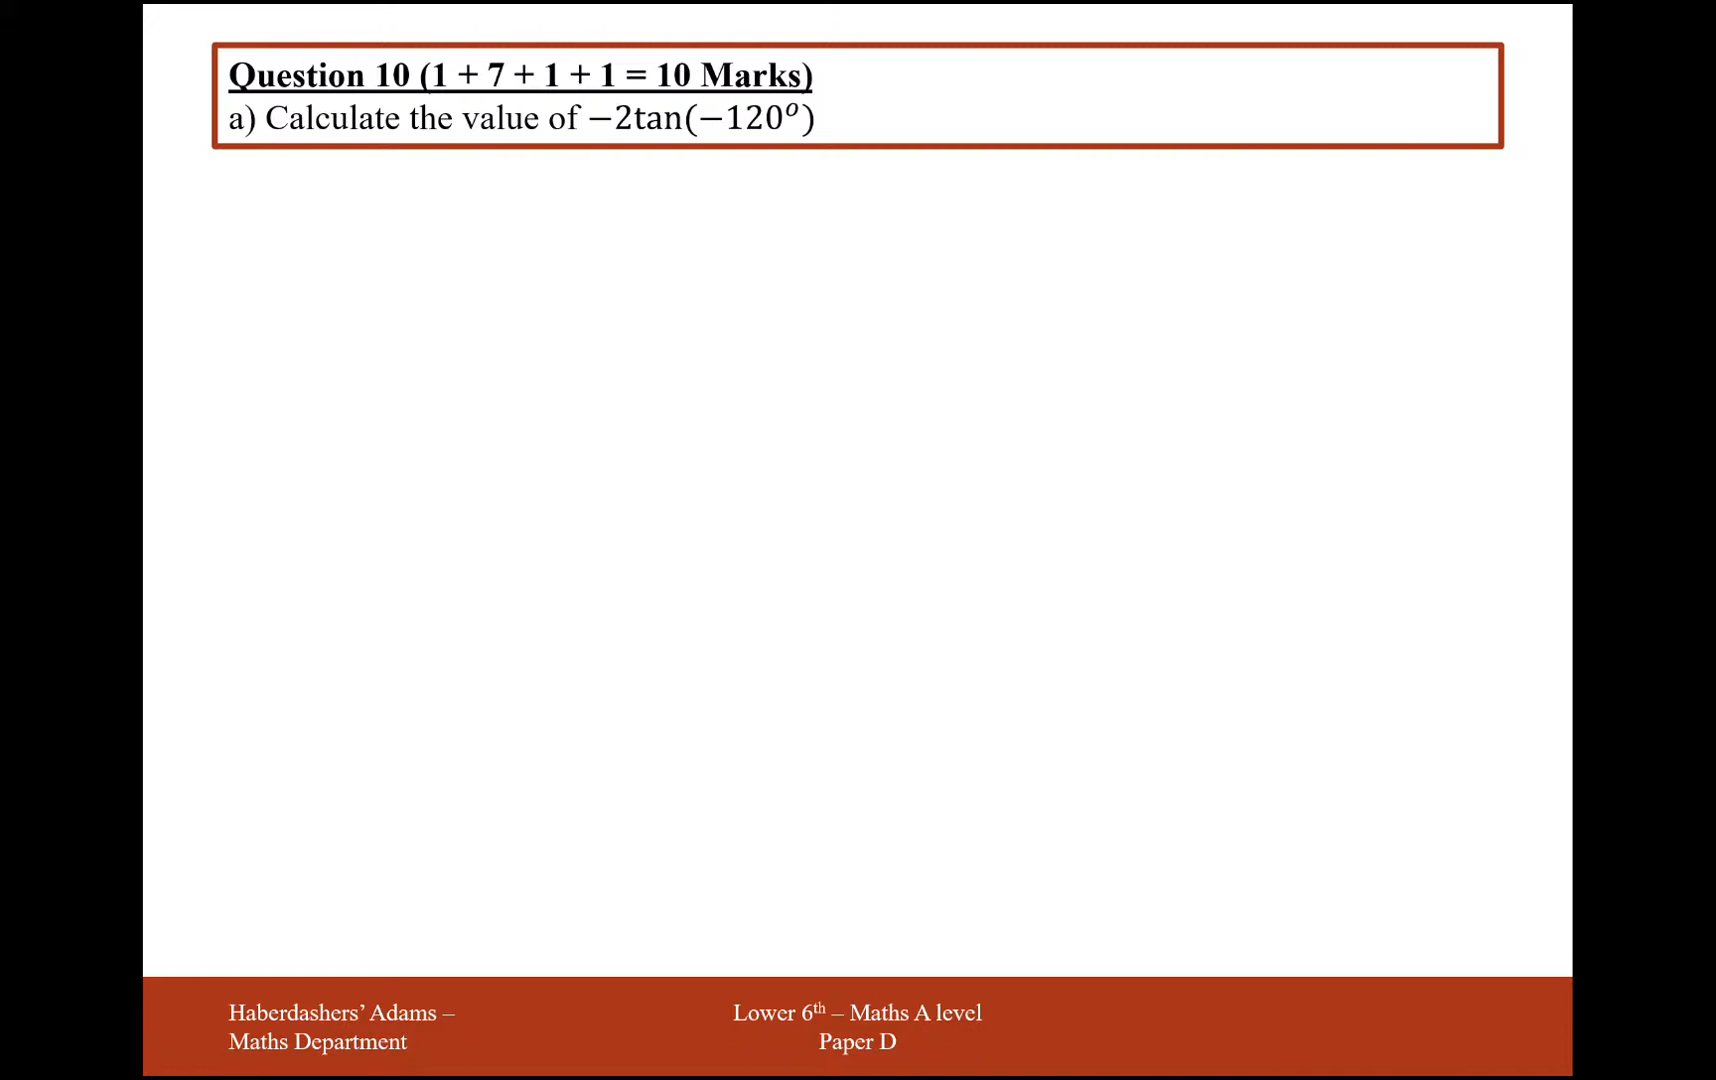 Question 10 (1 + 7 + 1 + 1 = 10 Marks)
a) Calculate the value of −2tan(−120ᵒ)
Haberdashers’ Adams –
Maths Department
Lower 6th – Maths A level
Paper D